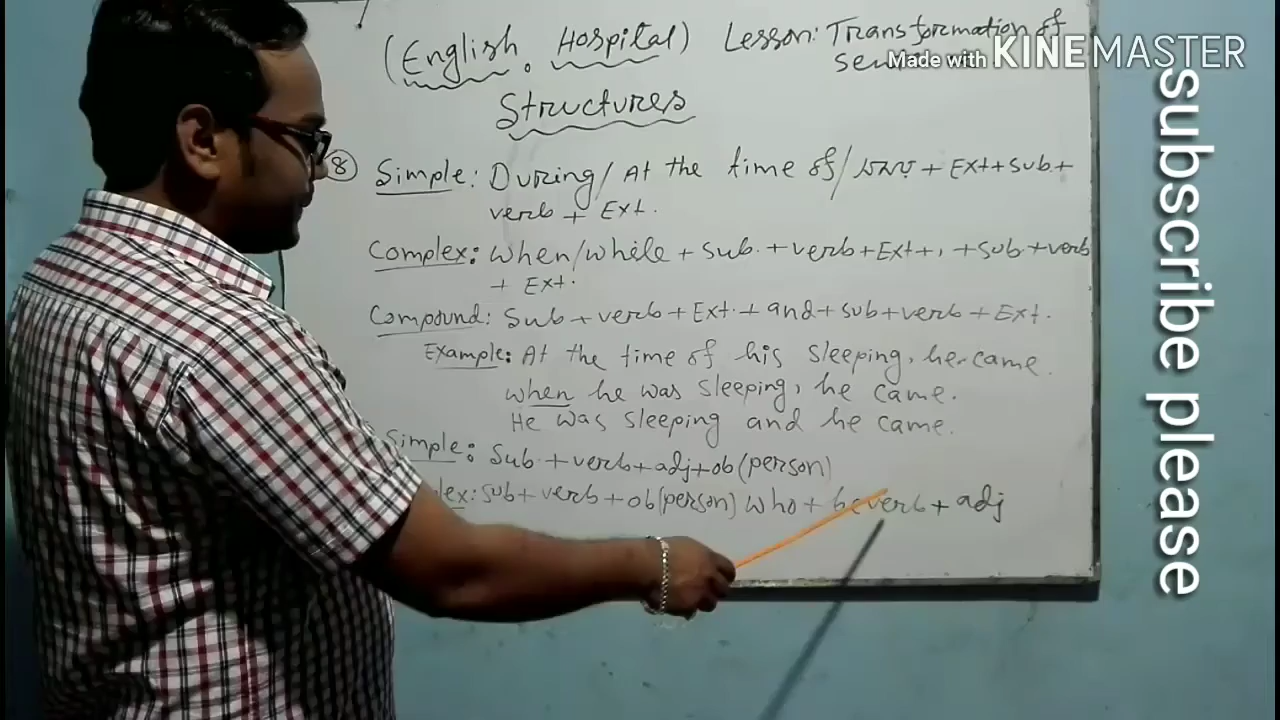 (English Hospital) Lesson: Transformation of
Made with KINEMASTER
Structures
⑧ Simple: During/ At the time of/ সময় + Ext + Sub +
verb + Ext.
Complex: when/while + sub. + verb + Ext + , + sub + verb
+ Ext.
Compound: Sub + verb + Ext. + and + sub + verb + Ext.
Example: At the time of his sleeping, he came.
when he was sleeping, he came.
He was sleeping and he came.
Simple: Sub + verb + adj + ob (person)
plex: sub + verb + ob (person) who + be verb + adj
subscribe please